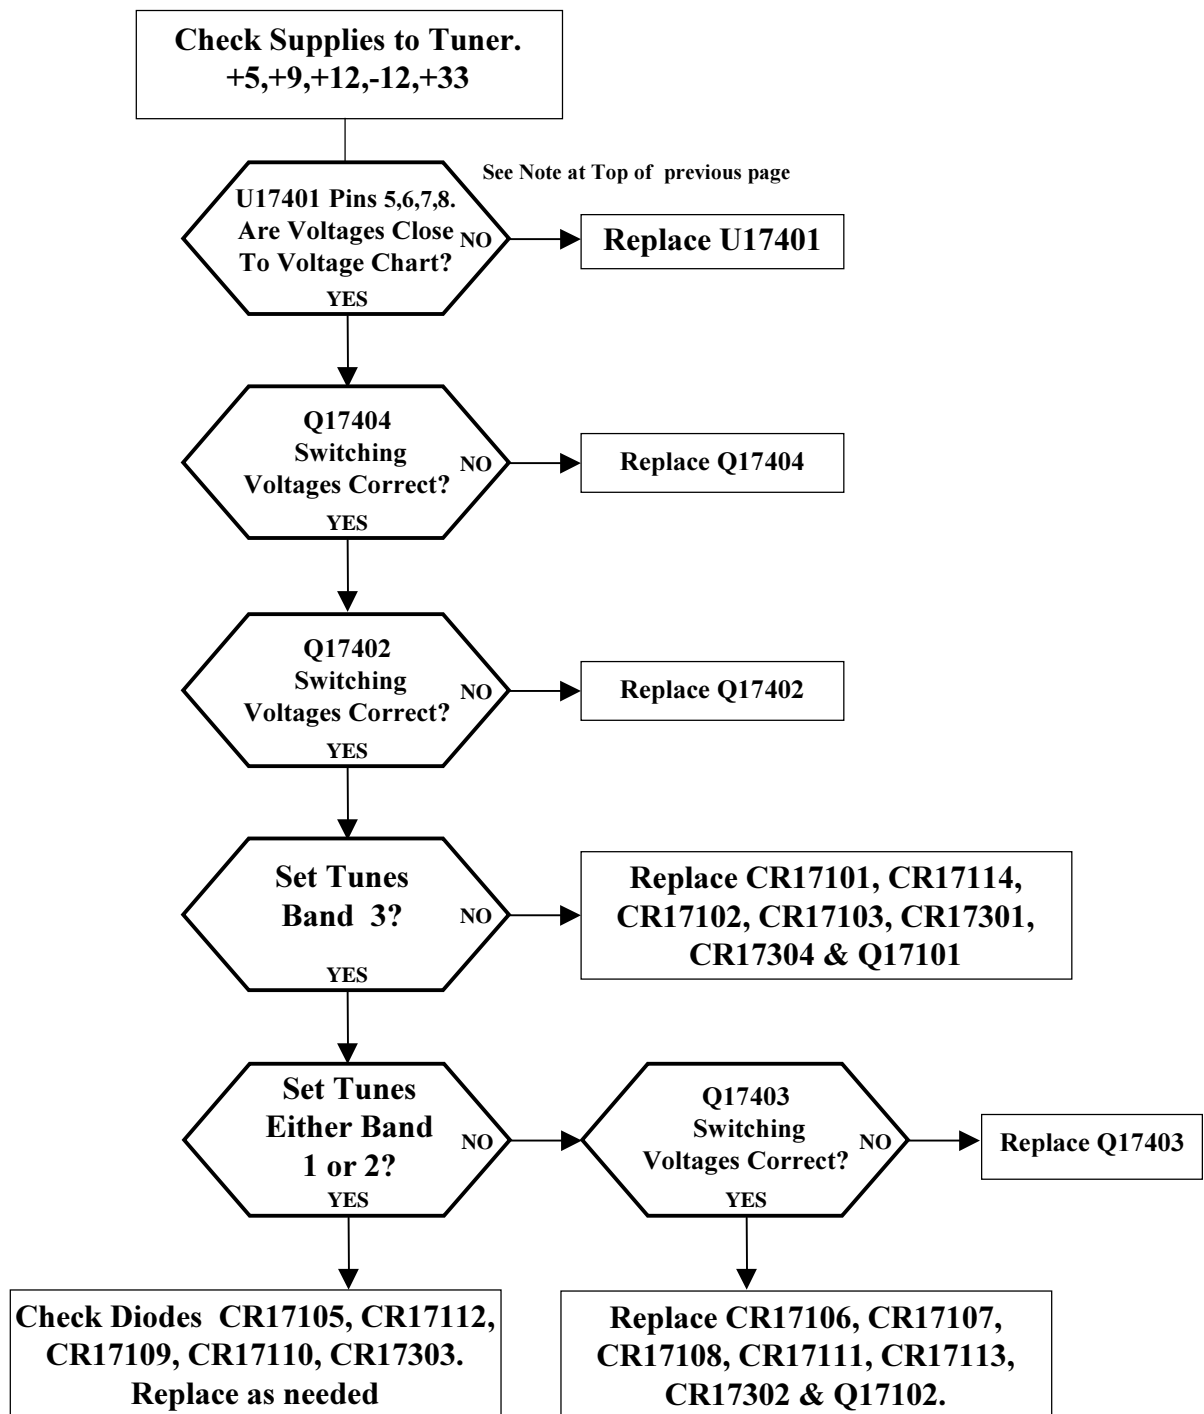 Check Supplies to Tuner.
+5,+9,+12,-12,+33
See Note at Top of previous page
U17401 Pins 5,6,7,8.
Are Voltages Close
To Voltage Chart?
NO
YES
Replace U17401
Q17404
Switching
Voltages Correct?
NO
YES
Replace Q17404
Q17402
Switching
Voltages Correct?
NO
YES
Replace Q17402
Set Tunes
Band 3?
NO
YES
Replace CR17101, CR17114,
CR17102, CR17103, CR17301,
CR17304 & Q17101
Set Tunes
Either Band
1 or 2?
NO
YES
Q17403
Switching
Voltages Correct?
NO
YES
Replace Q17403
Check Diodes CR17105, CR17112,
CR17109, CR17110, CR17303.
Replace as needed
Replace CR17106, CR17107,
CR17108, CR17111, CR17113,
CR17302 & Q17102.